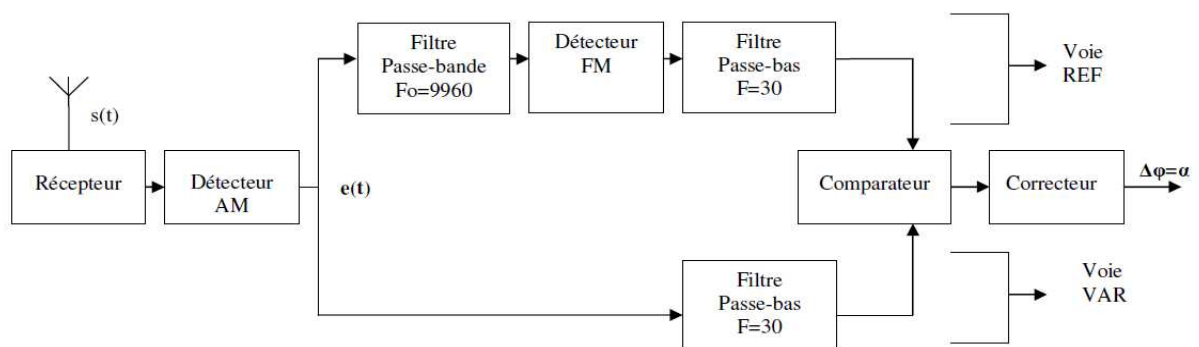 Filtre
Passe-bande
Fo=9960
Détecteur
FM
Filtre
Passe-bas
F=30
Voie
REF
s(t)
Récepteur
Détecteur
AM
e(t)
Comparateur
Correcteur
Δφ=α
Filtre
Passe-bas
F=30
Voie
VAR